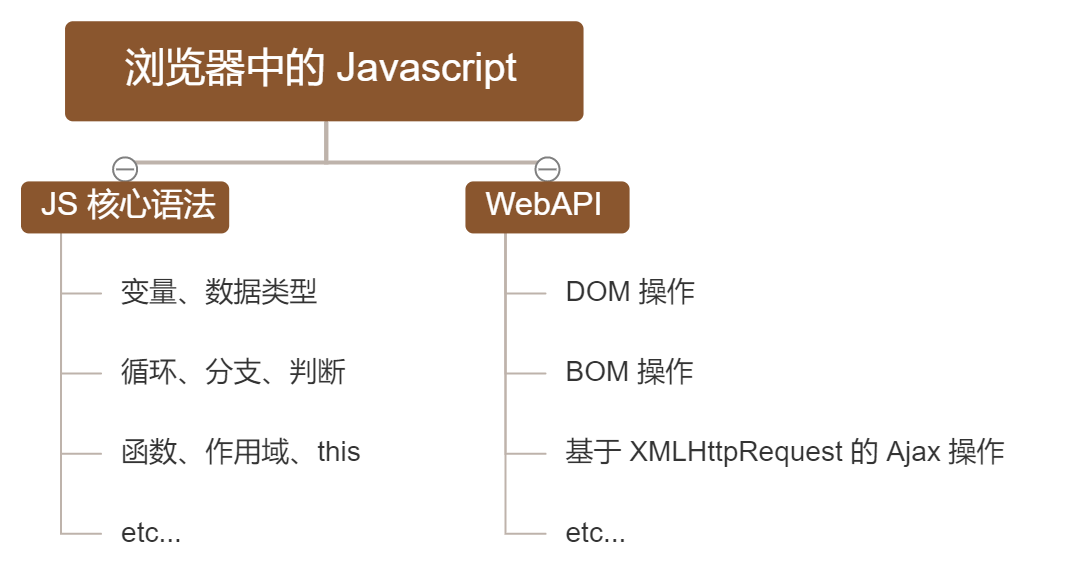 浏览器中的 Javascript
JS 核心语法
变量、数据类型
循环、分支、判断
函数、作用域、this
etc...
WebAPI
DOM 操作
BOM 操作
基于 XMLHttpRequest 的 Ajax 操作
etc...